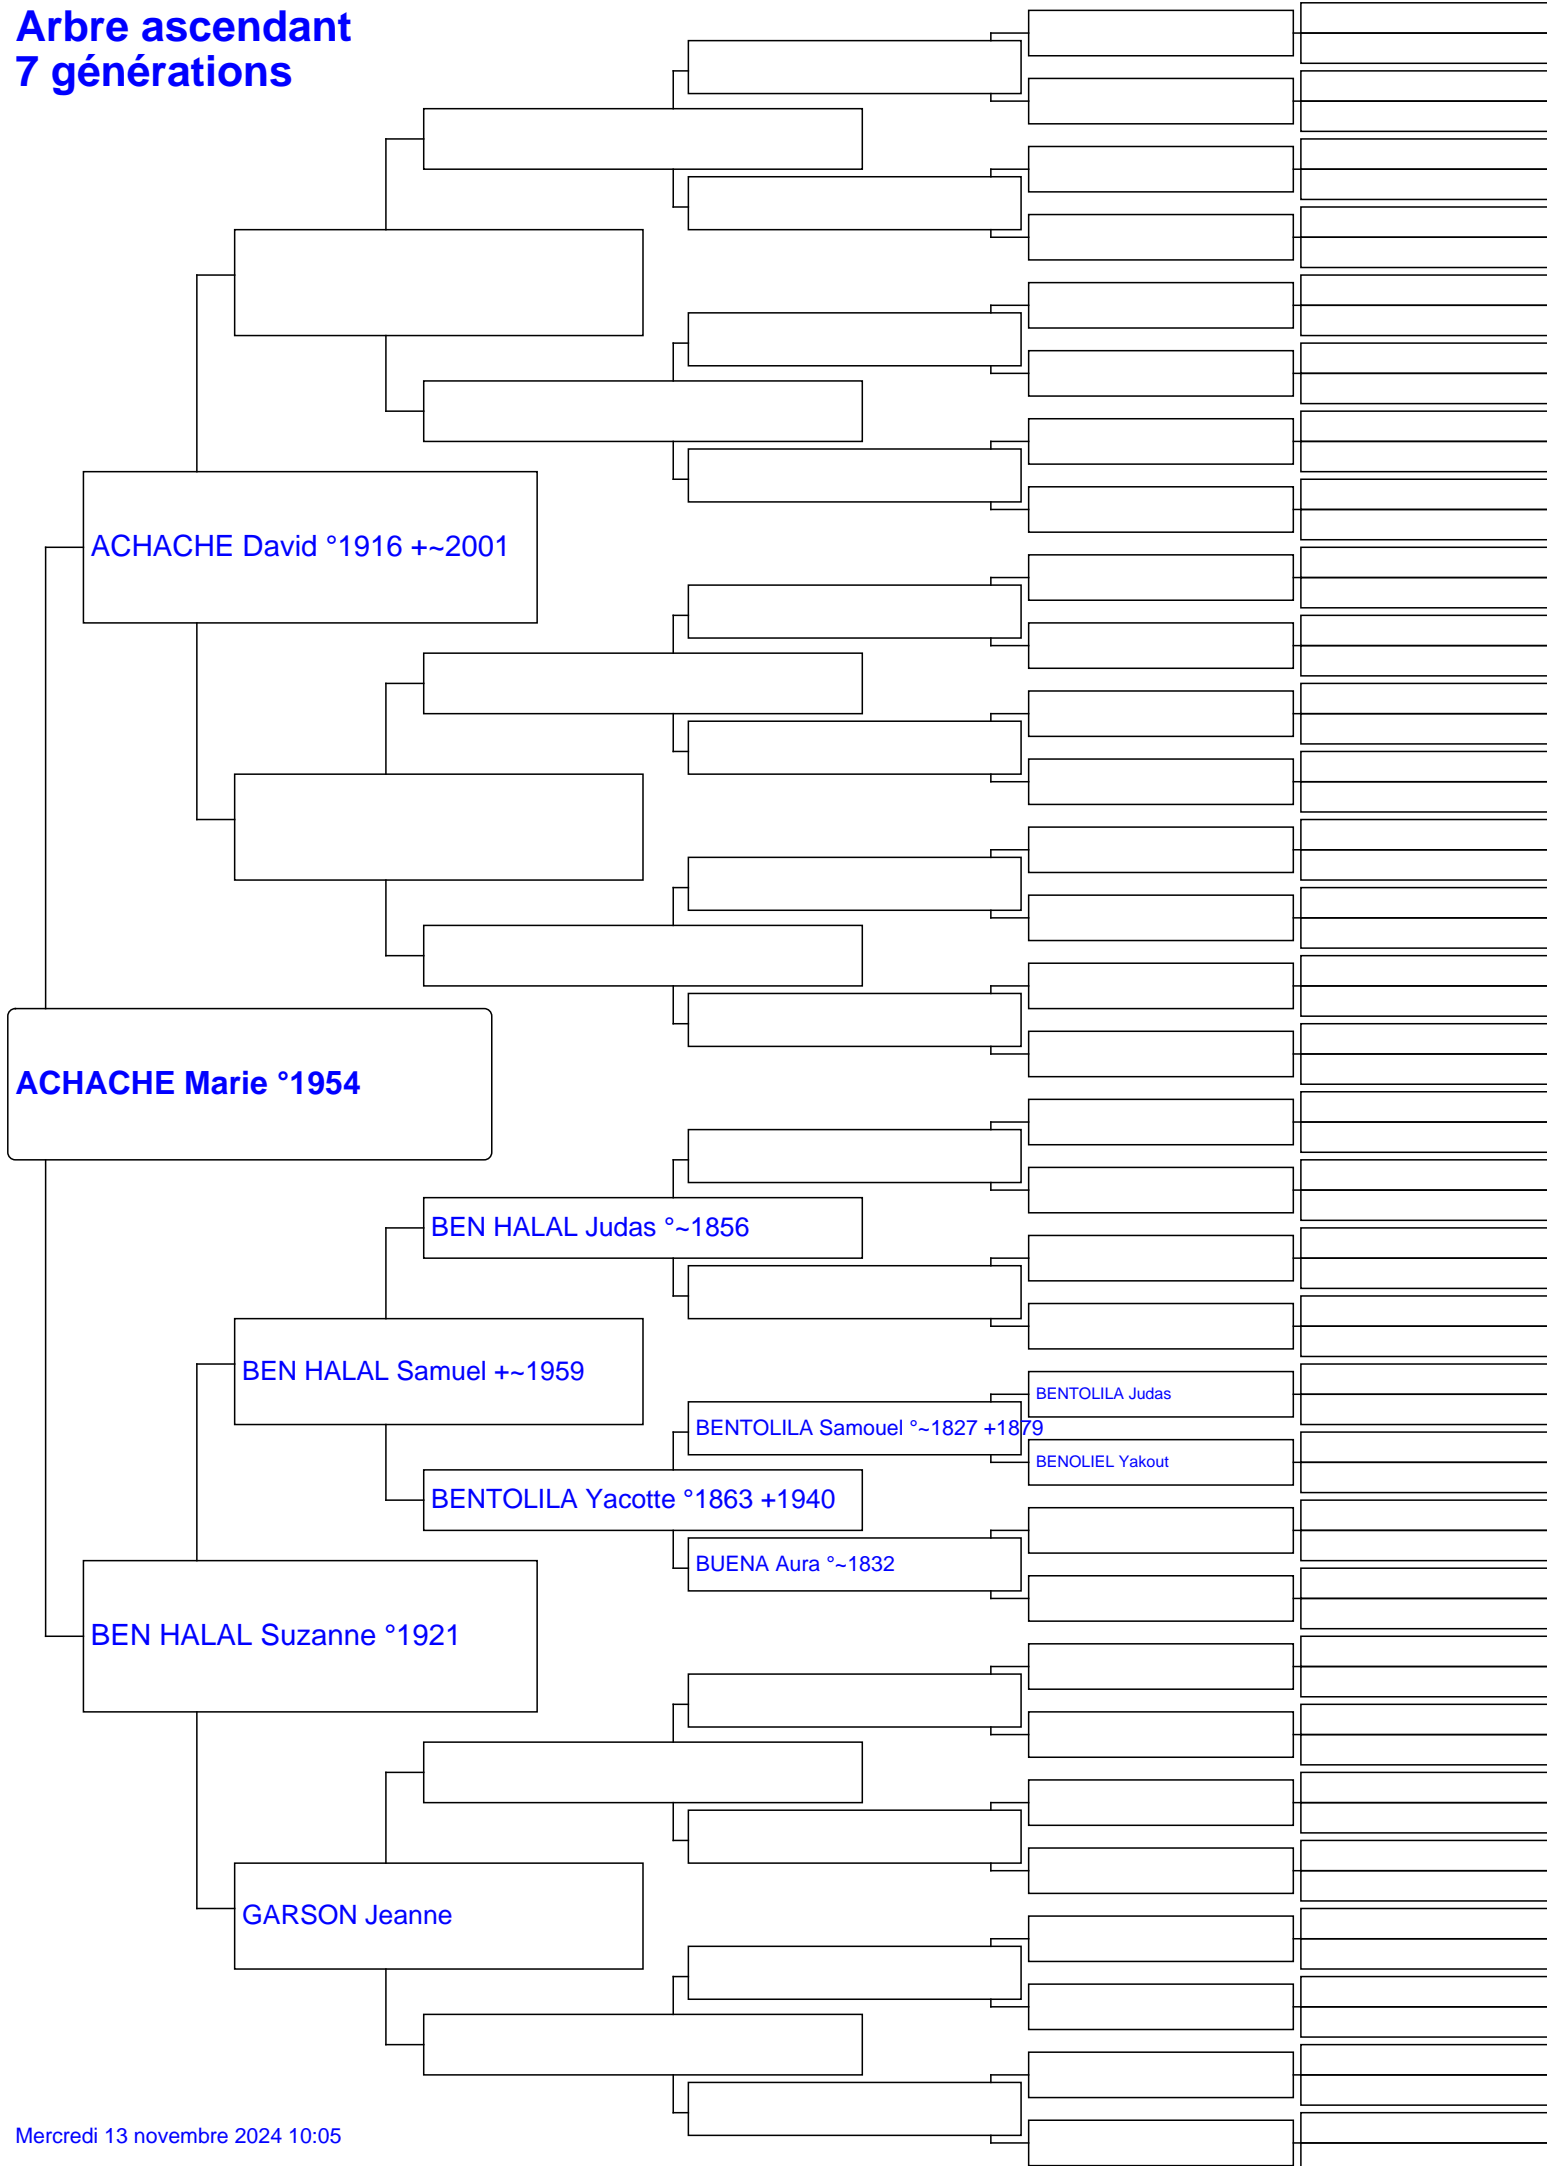 Arbre ascendant
7 générations
ACHACHE David °1916 +~2001
ACHACHE Marie °1954
BEN HALAL Judas °~1856
BEN HALAL Samuel +~1959
BENTOLILA Judas
BENTOLILA Samouel °~1827 +1879
BENOLIEL Yakout
BENTOLILA Yacotte °1863 +1940
BUENA Aura °~1832
BEN HALAL Suzanne °1921
GARSON Jeanne
Mercredi 13 novembre 2024 10:05